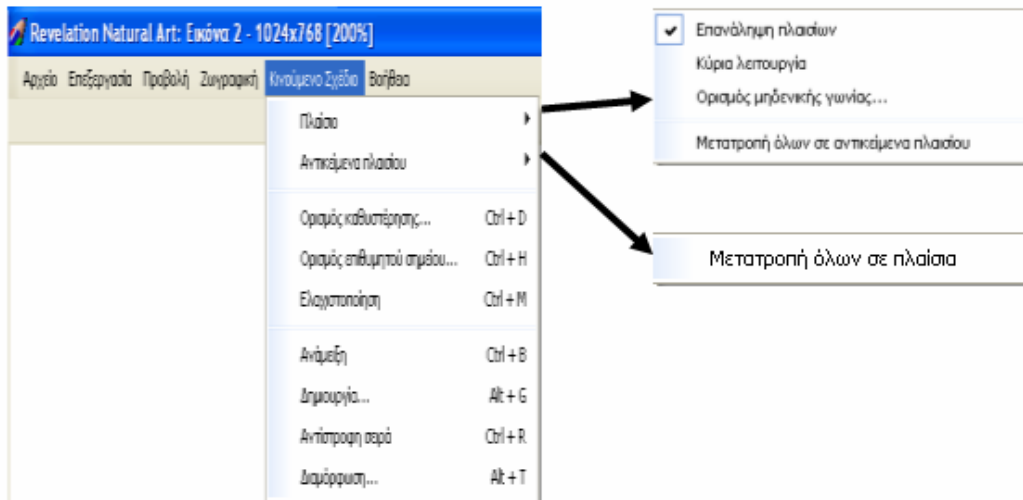 Revelation Natural Art: Εικόνα 2 - 1024x768 [200%]
Αρχείο Επεξεργασία Προβολή Ζωγραφική Κινούμενο Σχέδιο Βοήθεια
Πλαίσιο
Αντικείμενα πλαισίου
Ορισμός καθυστέρησης... Ctrl+D
Ορισμός επιθυμητού σημείου... Ctrl+H
Ελαχιστοποίηση Ctrl+M
Ανάμειξη Ctrl+B
Δημιουργία... Alt+G
Αντίστροφη σειρά Ctrl+R
Διαμόρφωση... Alt+T
Επανάληψη πλαισίων
Κύρια λειτουργία
Ορισμός μηδενικής γωνίας...
Μετατροπή όλων σε αντικείμενα πλαισίου
Μετατροπή όλων σε πλαίσια